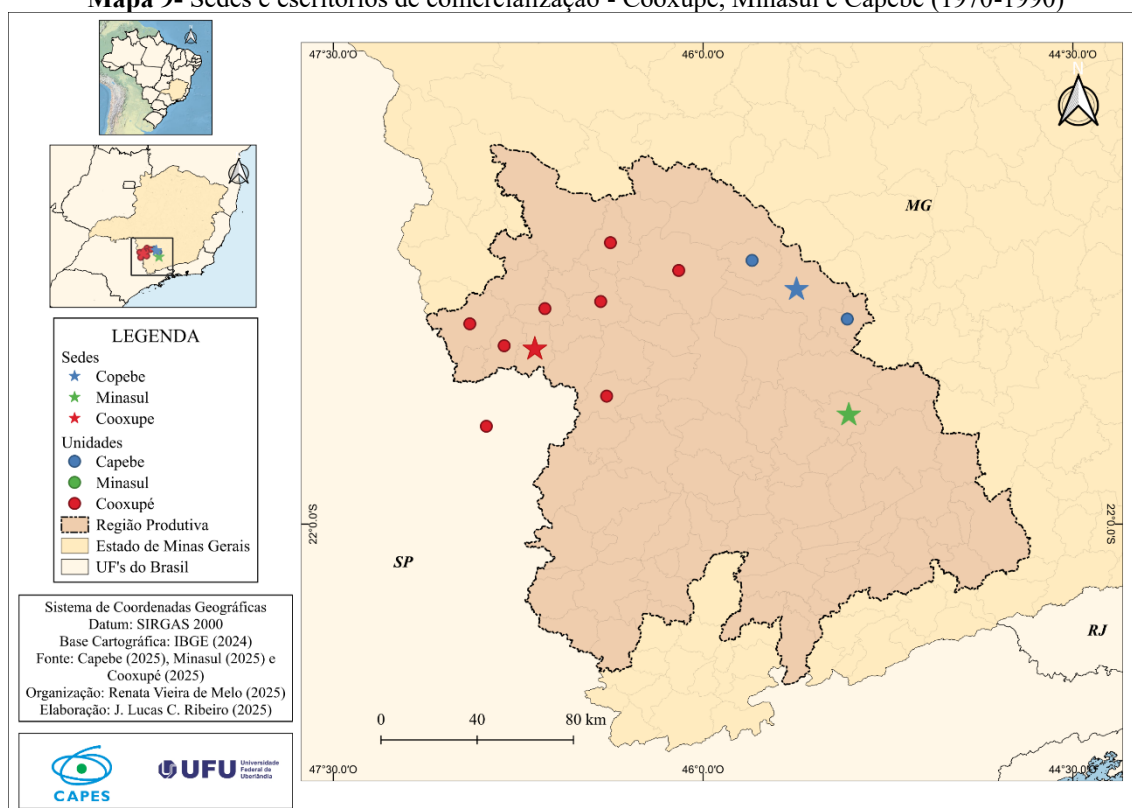 Mapa 9- Sedes e escritórios de comercialização - Cooxupé, Minasul e Capebe (1970-1990)
47°30.0'O 46°0.0'O 44°30.0'O
N
MG
LEGENDA
Sedes
Copebe
Minasul
Cooxupe
Unidades
Capebe
Minasul
Cooxupé
Região Produtiva
Estado de Minas Gerais
UF's do Brasil
22°0.0'S 22°0.0'S
SP
RJ
Sistema de Coordenadas Geográficas
Datum: SIRGAS 2000
Base Cartográfica: IBGE (2024)
Fonte: Capebe (2025), Minasul (2025) e
Cooxupé (2025)
Organização: Renata Vieira de Melo (2025)
Elaboração: J. Lucas C. Ribeiro (2025)
0 40 80 km
CAPES
UFU Universidade
Federal de
Uberlândia
47°30.0'O 46°0.0'O 44°30.0'O